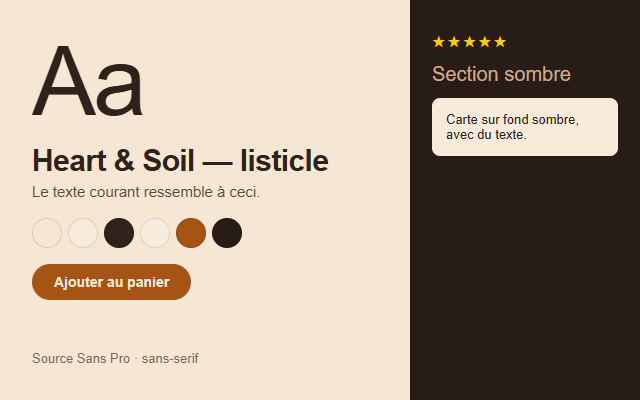 Aa
Heart & Soil — listicle
Le texte courant ressemble à ceci.
Ajouter au panier
Source Sans Pro · sans-serif
★★★★★
Section sombre
Carte sur fond sombre,
avec du texte.